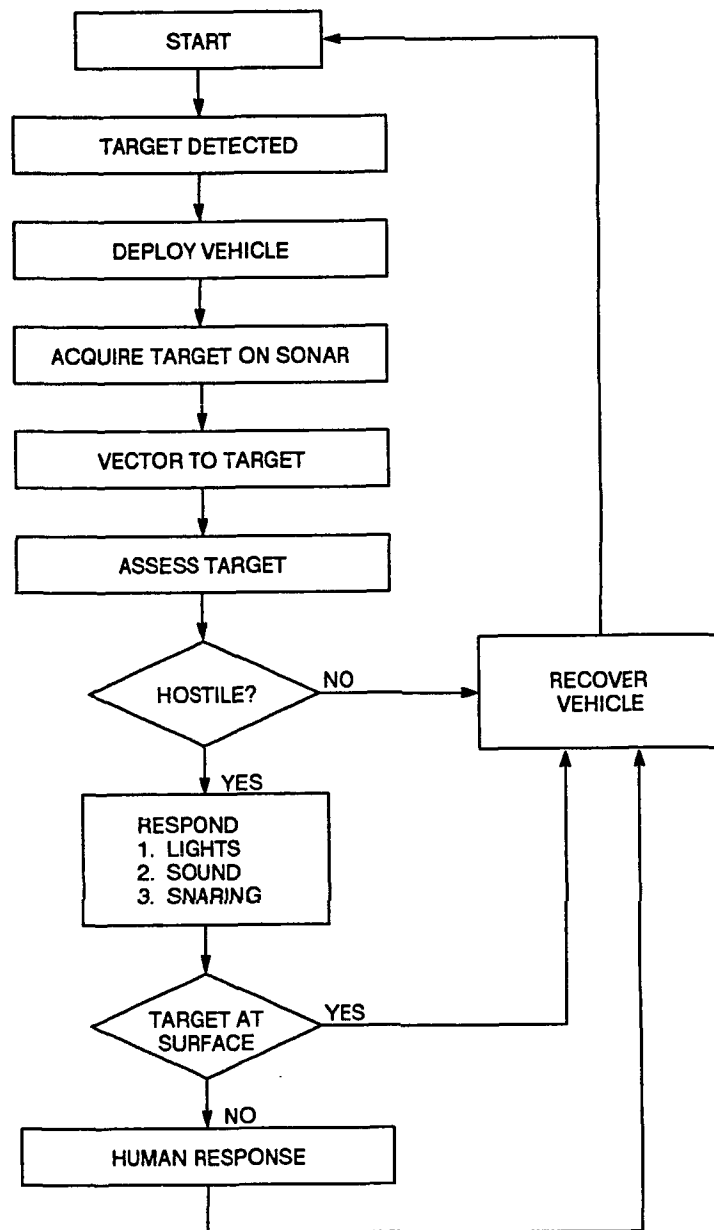 START
TARGET DETECTED
DEPLOY VEHICLE
ACQUIRE TARGET ON SONAR
VECTOR TO TARGET
ASSESS TARGET
HOSTILE?
NO
RECOVER
VEHICLE
YES
RESPOND
1. LIGHTS
2. SOUND
3. SNARING
TARGET AT
SURFACE
YES
NO
HUMAN RESPONSE